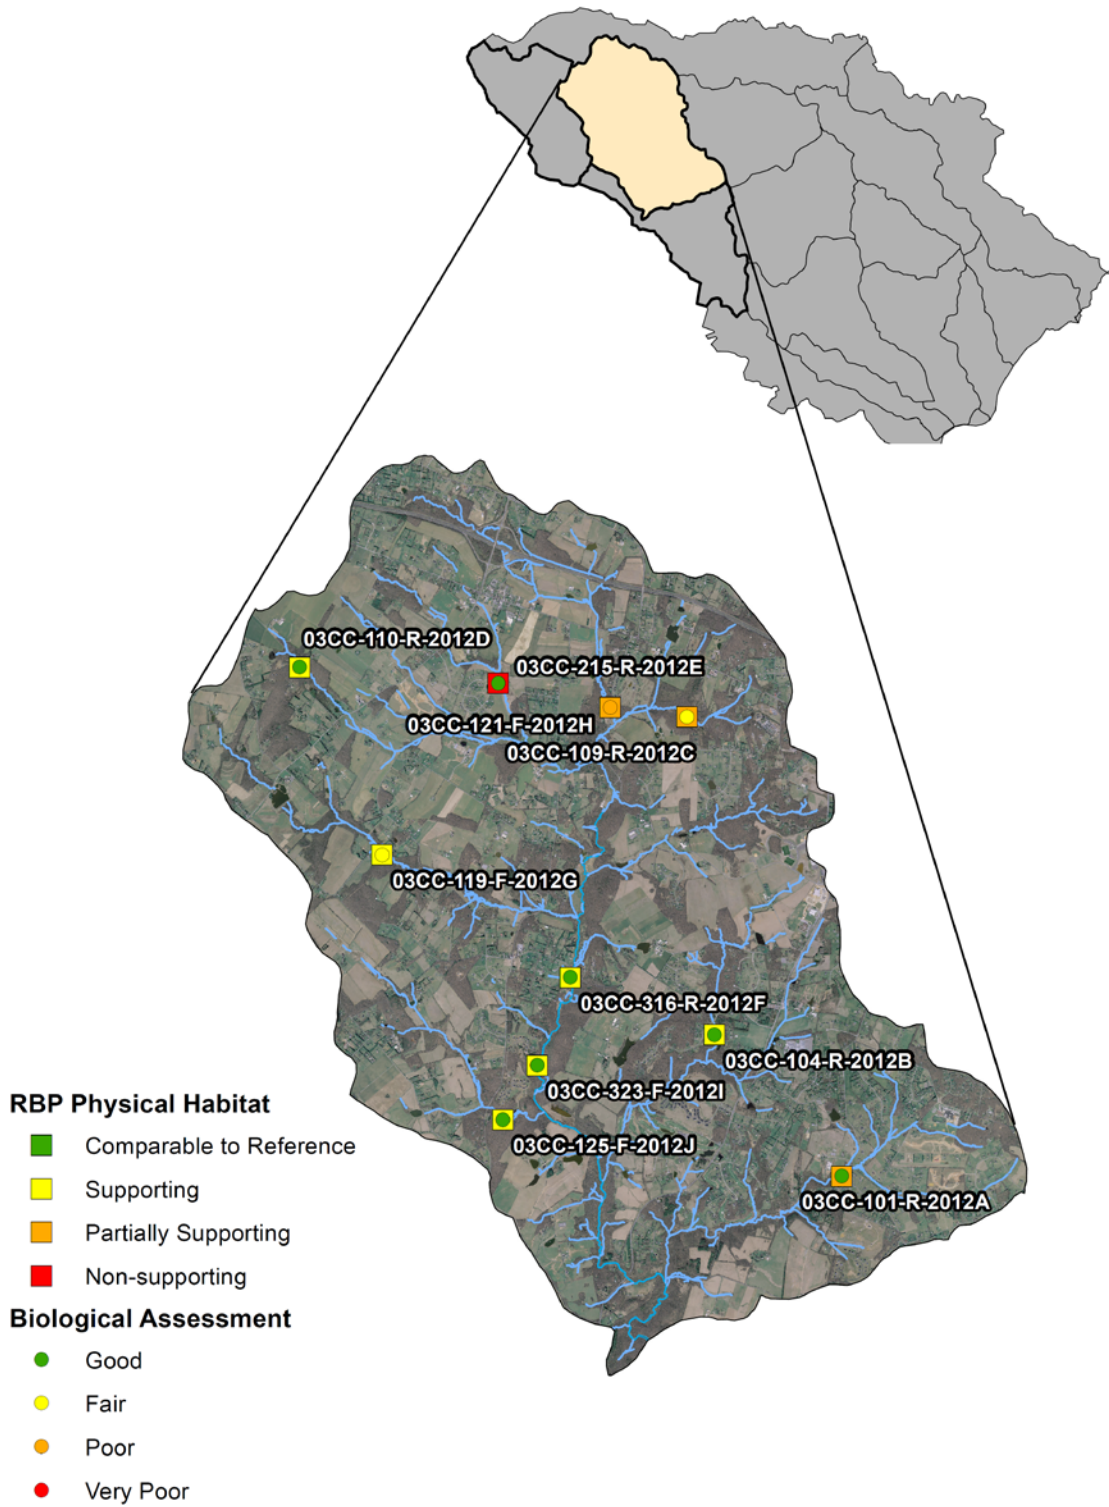 03CC-110-R-2012D
03CC-215-R-2012E
03CC-121-F-2012H
03CC-109-R-2012C
03CC-119-F-2012G
03CC-316-R-2012F
03CC-104-R-2012B
03CC-323-F-2012I
03CC-125-F-2012J
03CC-101-R-2012A
RBP Physical Habitat
Comparable to Reference
Supporting
Partially Supporting
Non-supporting
Biological Assessment
Good
Fair
Poor
Very Poor